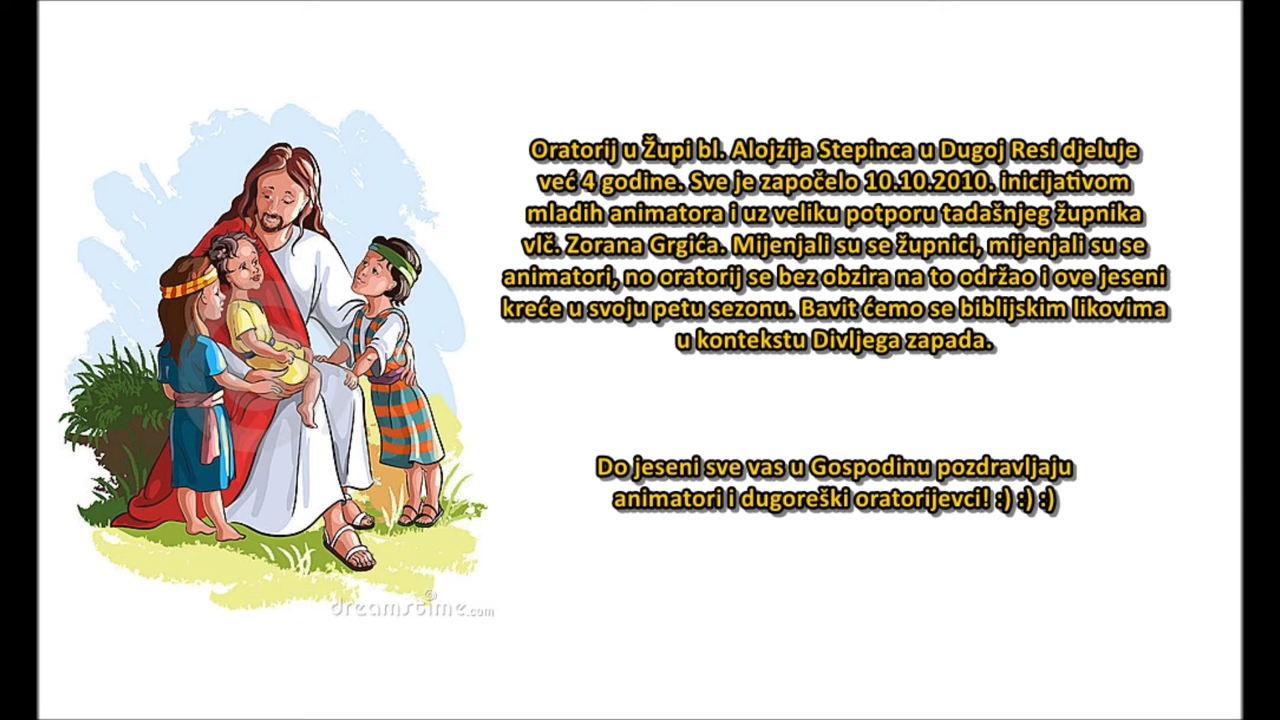 Oratorij u Župi bl. Alojzija Stepinca u Dugoj Resi djeluje
već 4 godine. Sve je započelo 10.10.2010. inicijativom
mladih animatora i uz veliku potporu tadašnjeg župnika
vlč. Zorana Grgića. Mijenjali su se župnici, mijenjali su se
animatori, no oratorij se bez obzira na to održao i ove jeseni
kreće u svoju petu sezonu. Bavit ćemo se biblijskim likovima
u kontekstu Divljega zapada.
Do jeseni sve vas u Gospodinu pozdravljaju
animatori i dugoreški oratorijevci! :) :) :)
dreamstime.com